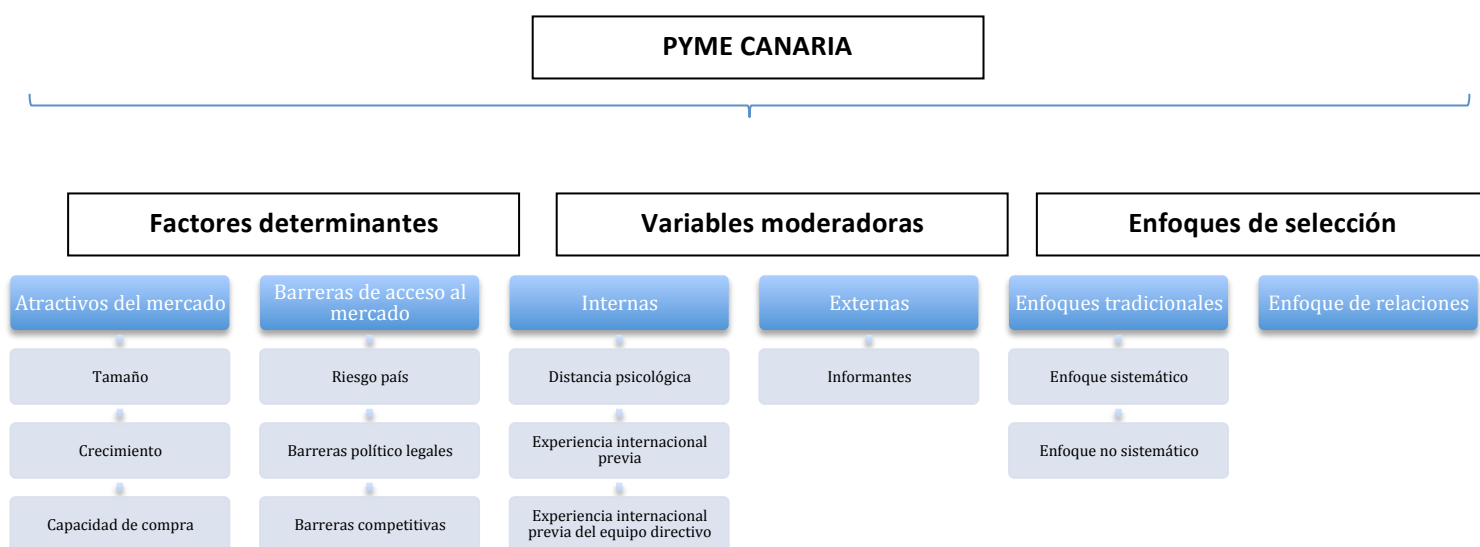 PYME CANARIA
Factores determinantes
Variables moderadoras
Enfoques de selección
Atractivos del mercado
Barreras de acceso al
mercado
Internas
Externas
Enfoques tradicionales
Enfoque de relaciones
Tamaño
Riesgo país
Distancia psicológica
Informantes
Enfoque sistemático
Crecimiento
Barreras político legales
Experiencia internacional
previa
Enfoque no sistemático
Capacidad de compra
Barreras competitivas
Experiencia internacional
previa del equipo directivo